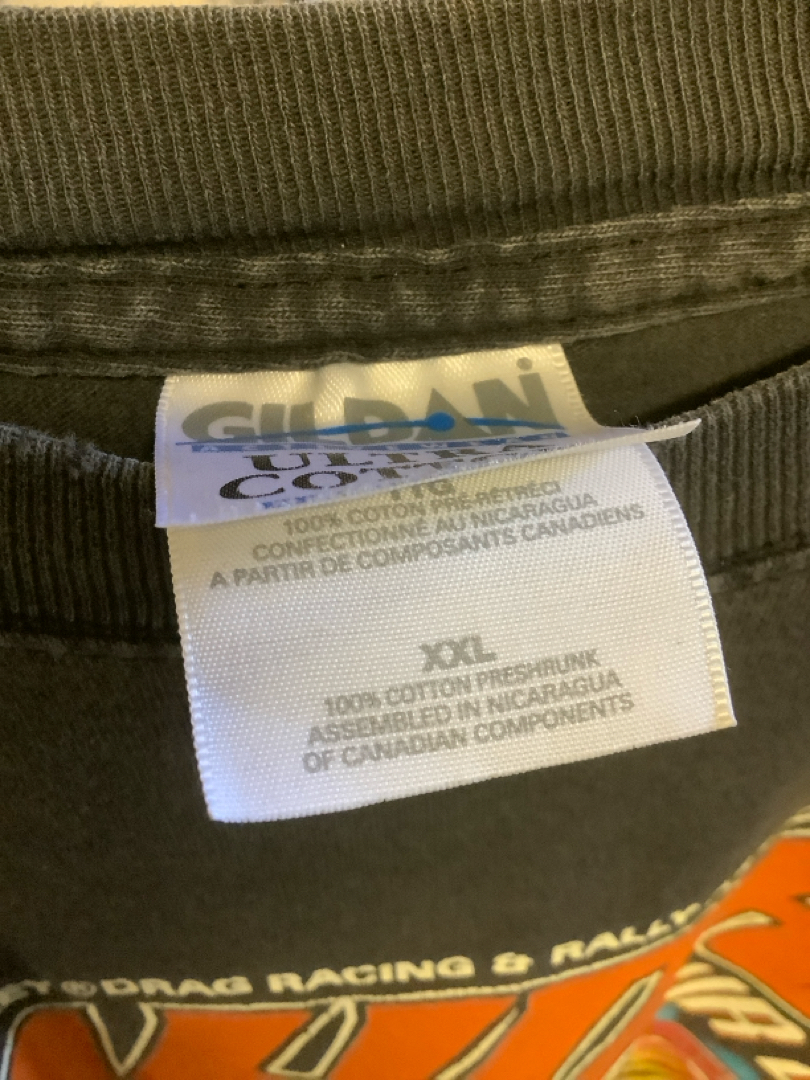 GILDAN
ULTRA
COTTON
TTG
100% COTON PRÉ-RÉTRÉCI
CONFECTIONNÉ AU NICARAGUA
A PARTIR DE COMPOSANTS CANADIENS
XXL
100% COTTON PRESHRUNK
ASSEMBLED IN NICARAGUA
OF CANADIAN COMPONENTS
® DRAG RACING & RALLY